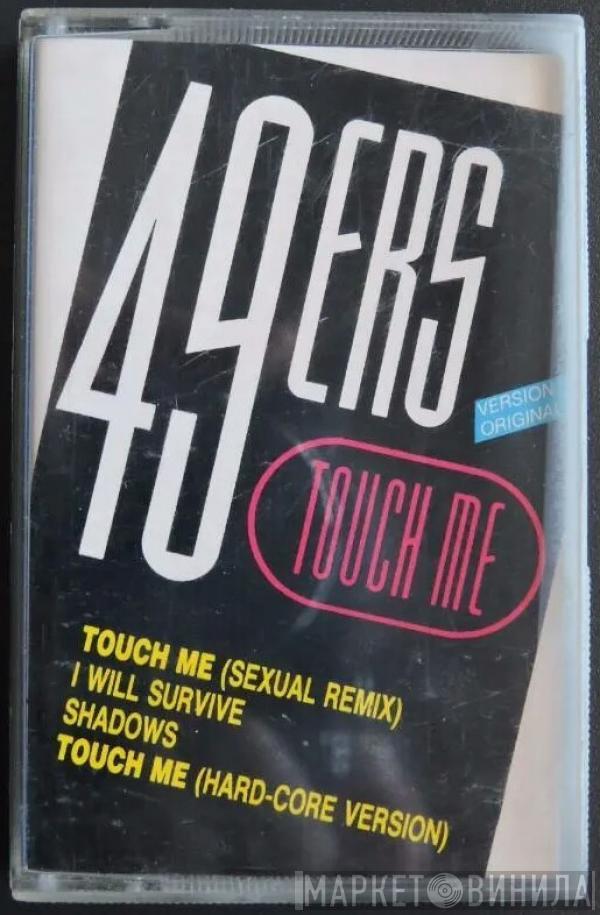 49ERS
VERSION
ORIGINAL
TOUCH ME
TOUCH ME (SEXUAL REMIX)
I WILL SURVIVE
SHADOWS
TOUCH ME (HARD-CORE VERSION)
МАРКЕТ ВИНИЛА